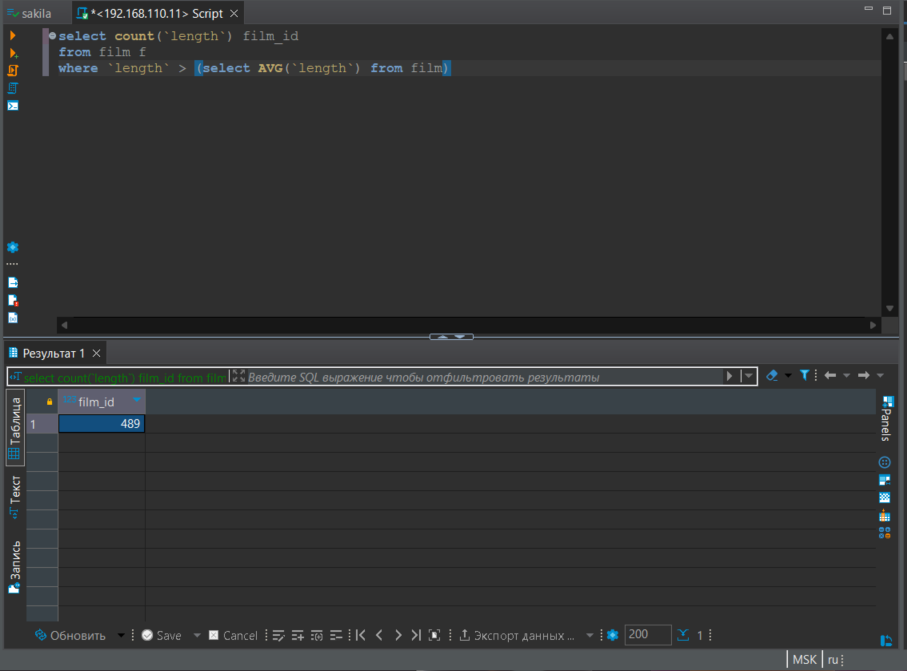 sakila
*<192.168.110.11> Script
select count(`length`) film_id
from film f
where `length` > (select AVG(`length`) from film)
Результат 1
select count(`length`) film_id from film
Введите SQL выражение чтобы отфильтровать результаты
Таблица
Текст
Запись
film_id
1
489
Panels
Обновить
Save
Cancel
Экспорт данных ...
200
1
MSK
ru